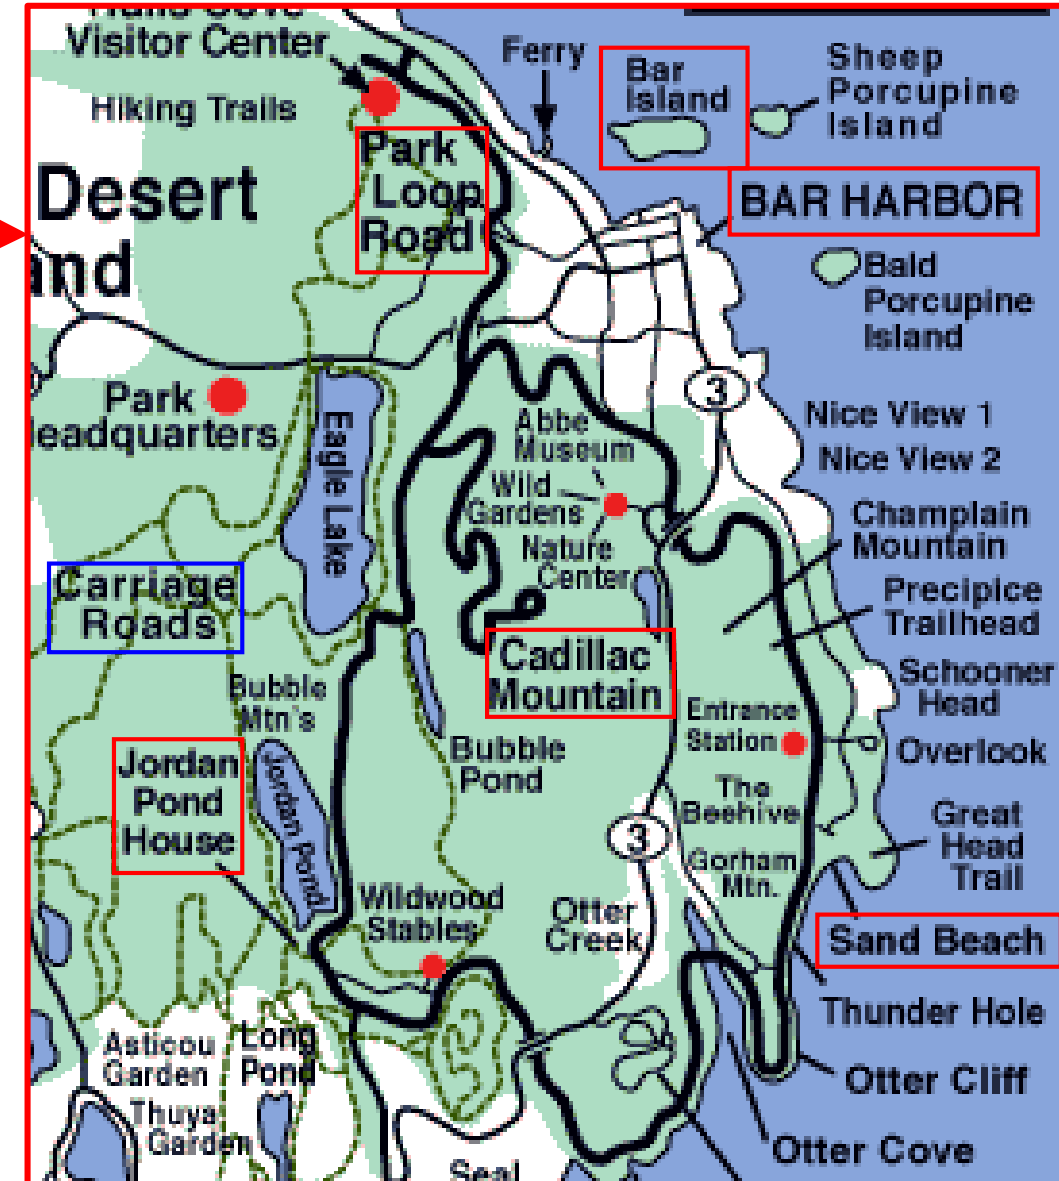 Visitor Center
Hiking Trails
Ferry
Bar
Island
Sheep
Porcupine
Island
Park
Loop
Road
Desert
and
BAR HARBOR
Bald
Porcupine
Island
Park
eadquarters
Eagle Lake
3
Nice View 1
Nice View 2
Abbe
Museum
Wild
Gardens
Nature
Center
Champlain
Mountain
Precipice
Trailhead
Carriage
Roads
Cadillac
Mountain
Schooner
Head
Overlook
Bubble
Mtn's
Entrance
Station
Bubble
Pond
Jordan
Pond
House
Jordan Pond
The
Beehive
3
Gorham
Mtn.
Great
Head
Trail
Wildwood
Stables
Otter
Creek
Sand Beach
Thunder Hole
Asticou
Garden
Long
Pond
Otter Cliff
Thuya
Garden
Otter Cove
Seal